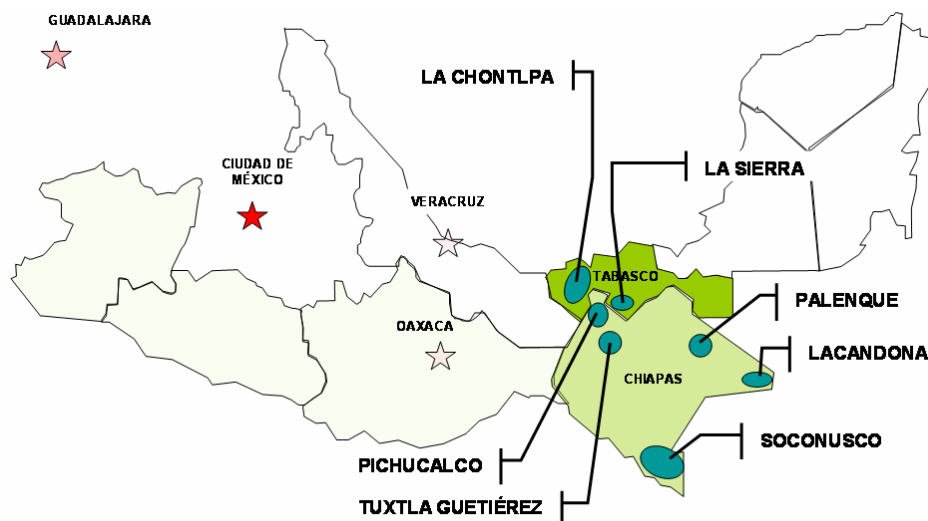 GUADALAJARA
LA CHONTLPA
CIUDAD DE
MÉXICO
LA SIERRA
VERACRUZ
TABASCO
PALENQUE
OAXACA
LACANDONA
CHIAPAS
SOCONUSCO
PICHUCALCO
TUXTLA GUETIÉREZ